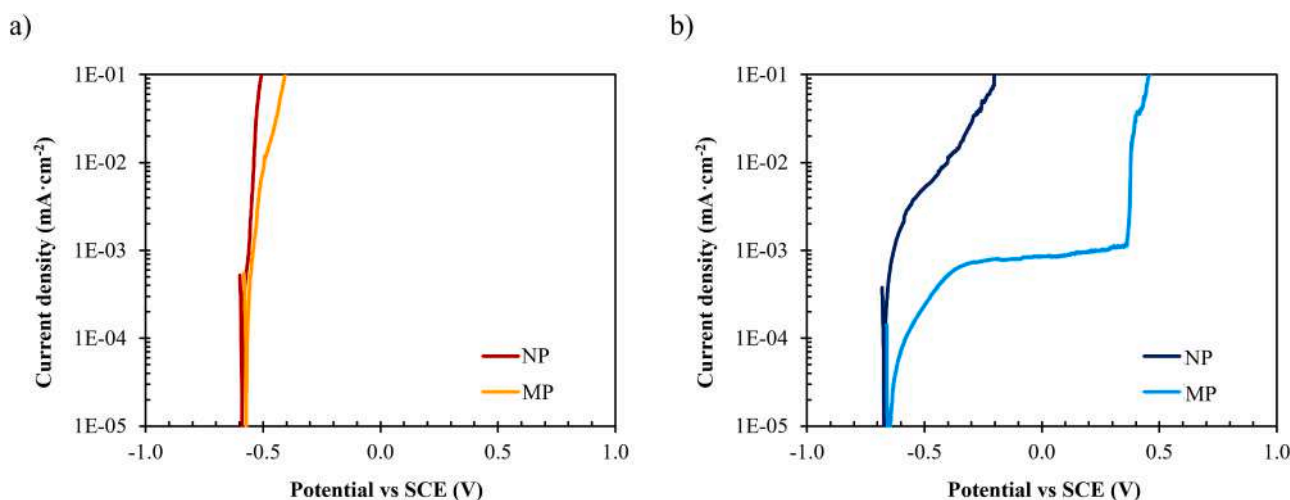 a)
1E-01
1E-02
1E-03
1E-04
1E-05
Current density (mA·cm⁻²)
-1.0
-0.5
0.0
0.5
1.0
Potential vs SCE (V)
NP
MP
b)
1E-01
1E-02
1E-03
1E-04
1E-05
Current density (mA·cm⁻²)
-1.0
-0.5
0.0
0.5
1.0
Potential vs SCE (V)
NP
MP